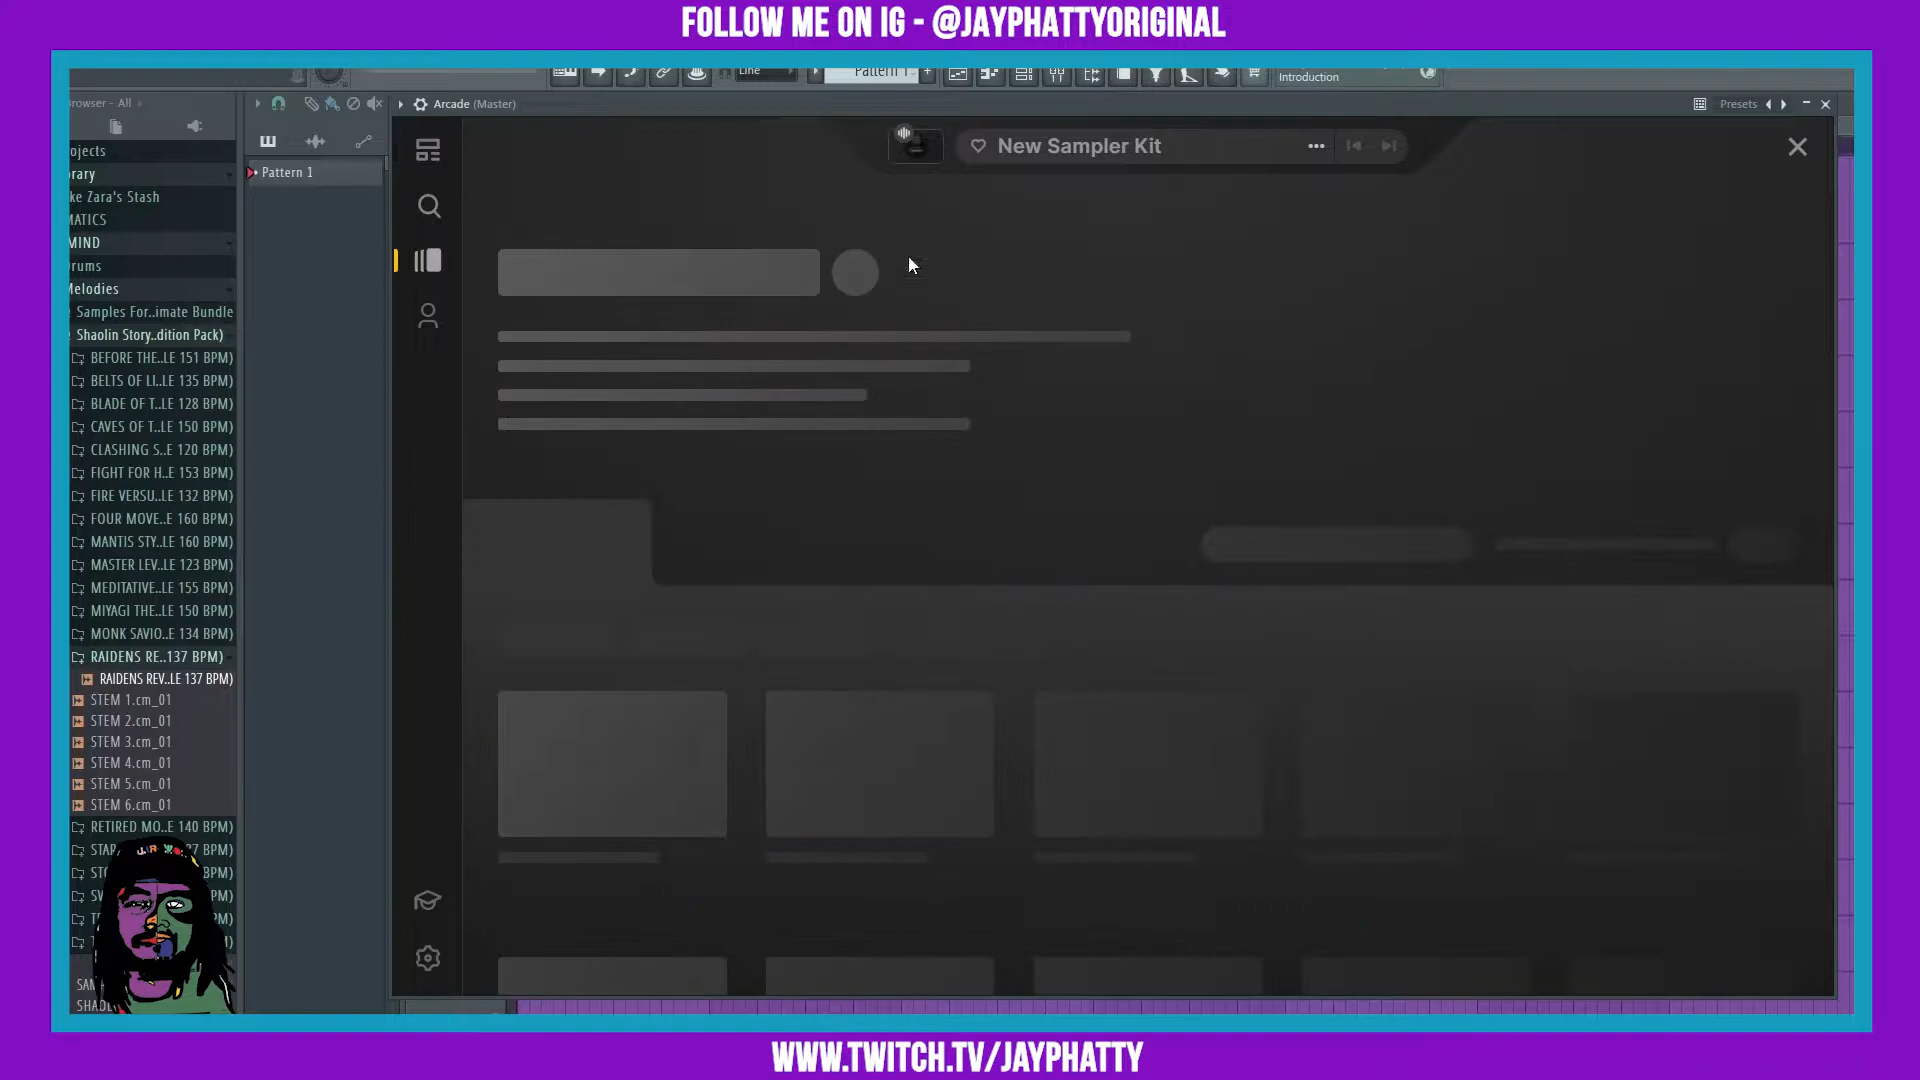 FOLLOW ME ON IG - @JAYPHATTYORIGINAL
Line
Pattern 1
Introduction
rowser - All
Arcade (Master)
Presets
ojects
rary
ke Zara's Stash
MATICS
MIND
rums
Melodies
Samples For..imate Bundle
Shaolin Story..dition Pack)
BEFORE THE..LE 151 BPM)
BELTS OF LI..LE 135 BPM)
BLADE OF T..LE 128 BPM)
CAVES OF T..LE 150 BPM)
CLASHING S..E 120 BPM)
FIGHT FOR H..E 153 BPM)
FIRE VERSU..LE 132 BPM)
FOUR MOVE..E 160 BPM)
MANTIS STY..LE 160 BPM)
MASTER LEV..LE 123 BPM)
MEDITATIVE..LE 155 BPM)
MIYAGI THE..LE 150 BPM)
MONK SAVIO..E 134 BPM)
RAIDENS RE..137 BPM)
RAIDENS REV..LE 137 BPM)
STEM 1.cm_01
STEM 2.cm_01
STEM 3.cm_01
STEM 4.cm_01
STEM 5.cm_01
STEM 6.cm_01
RETIRED MO..E 140 BPM)
Pattern 1
New Sampler Kit
WWW.TWITCH.TV/JAYPHATTY